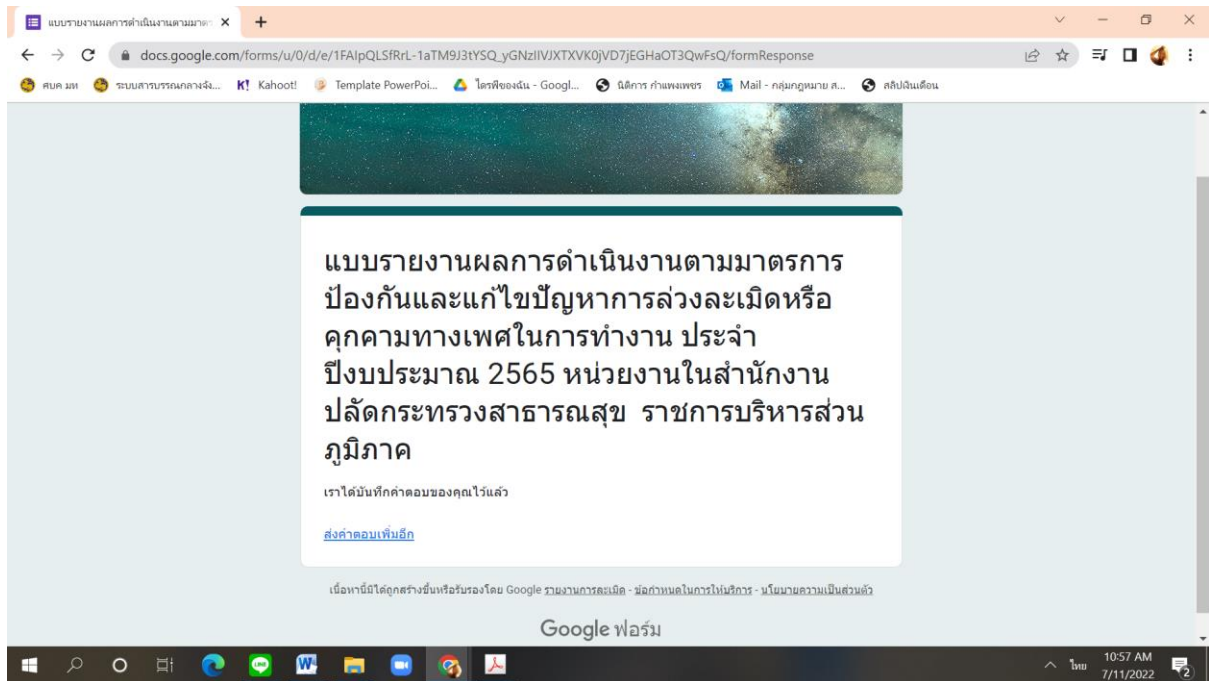 แบบรายงานผลการดำเนินงานตามมาตร
docs.google.com/forms/u/0/d/e/1FAIpQLSfRrL-1aTM9J3tYSQ_yGNzIIVJXTXVK0jVD7jEGHaOT3QwFsQ/formResponse
ศบค มท ระบบสารบรรณกลางจัง... K! Kahoot! Template PowerPoi... ไดรฟ์ของฉัน - Googl... นิติการ กำแพงเพชร Mail - กลุ่มกฎหมาย ส... สลิปเงินเดือน
แบบรายงานผลการดำเนินงานตามมาตรการ
ป้องกันและแก้ไขปัญหาการล่วงละเมิดหรือ
คุกคามทางเพศในการทำงาน ประจำ
ปีงบประมาณ 2565 หน่วยงานในสำนักงาน
ปลัดกระทรวงสาธารณสุข ราชการบริหารส่วน
ภูมิภาค
เราได้บันทึกคำตอบของคุณไว้แล้ว
ส่งคำตอบเพิ่มอีก
เนื้อหานี้มิได้ถูกสร้างขึ้นหรือรับรองโดย Google รายงานการละเมิด - ข้อกำหนดในการให้บริการ - นโยบายความเป็นส่วนตัว
Google ฟอร์ม
ไทย
10:57 AM
7/11/2022
2